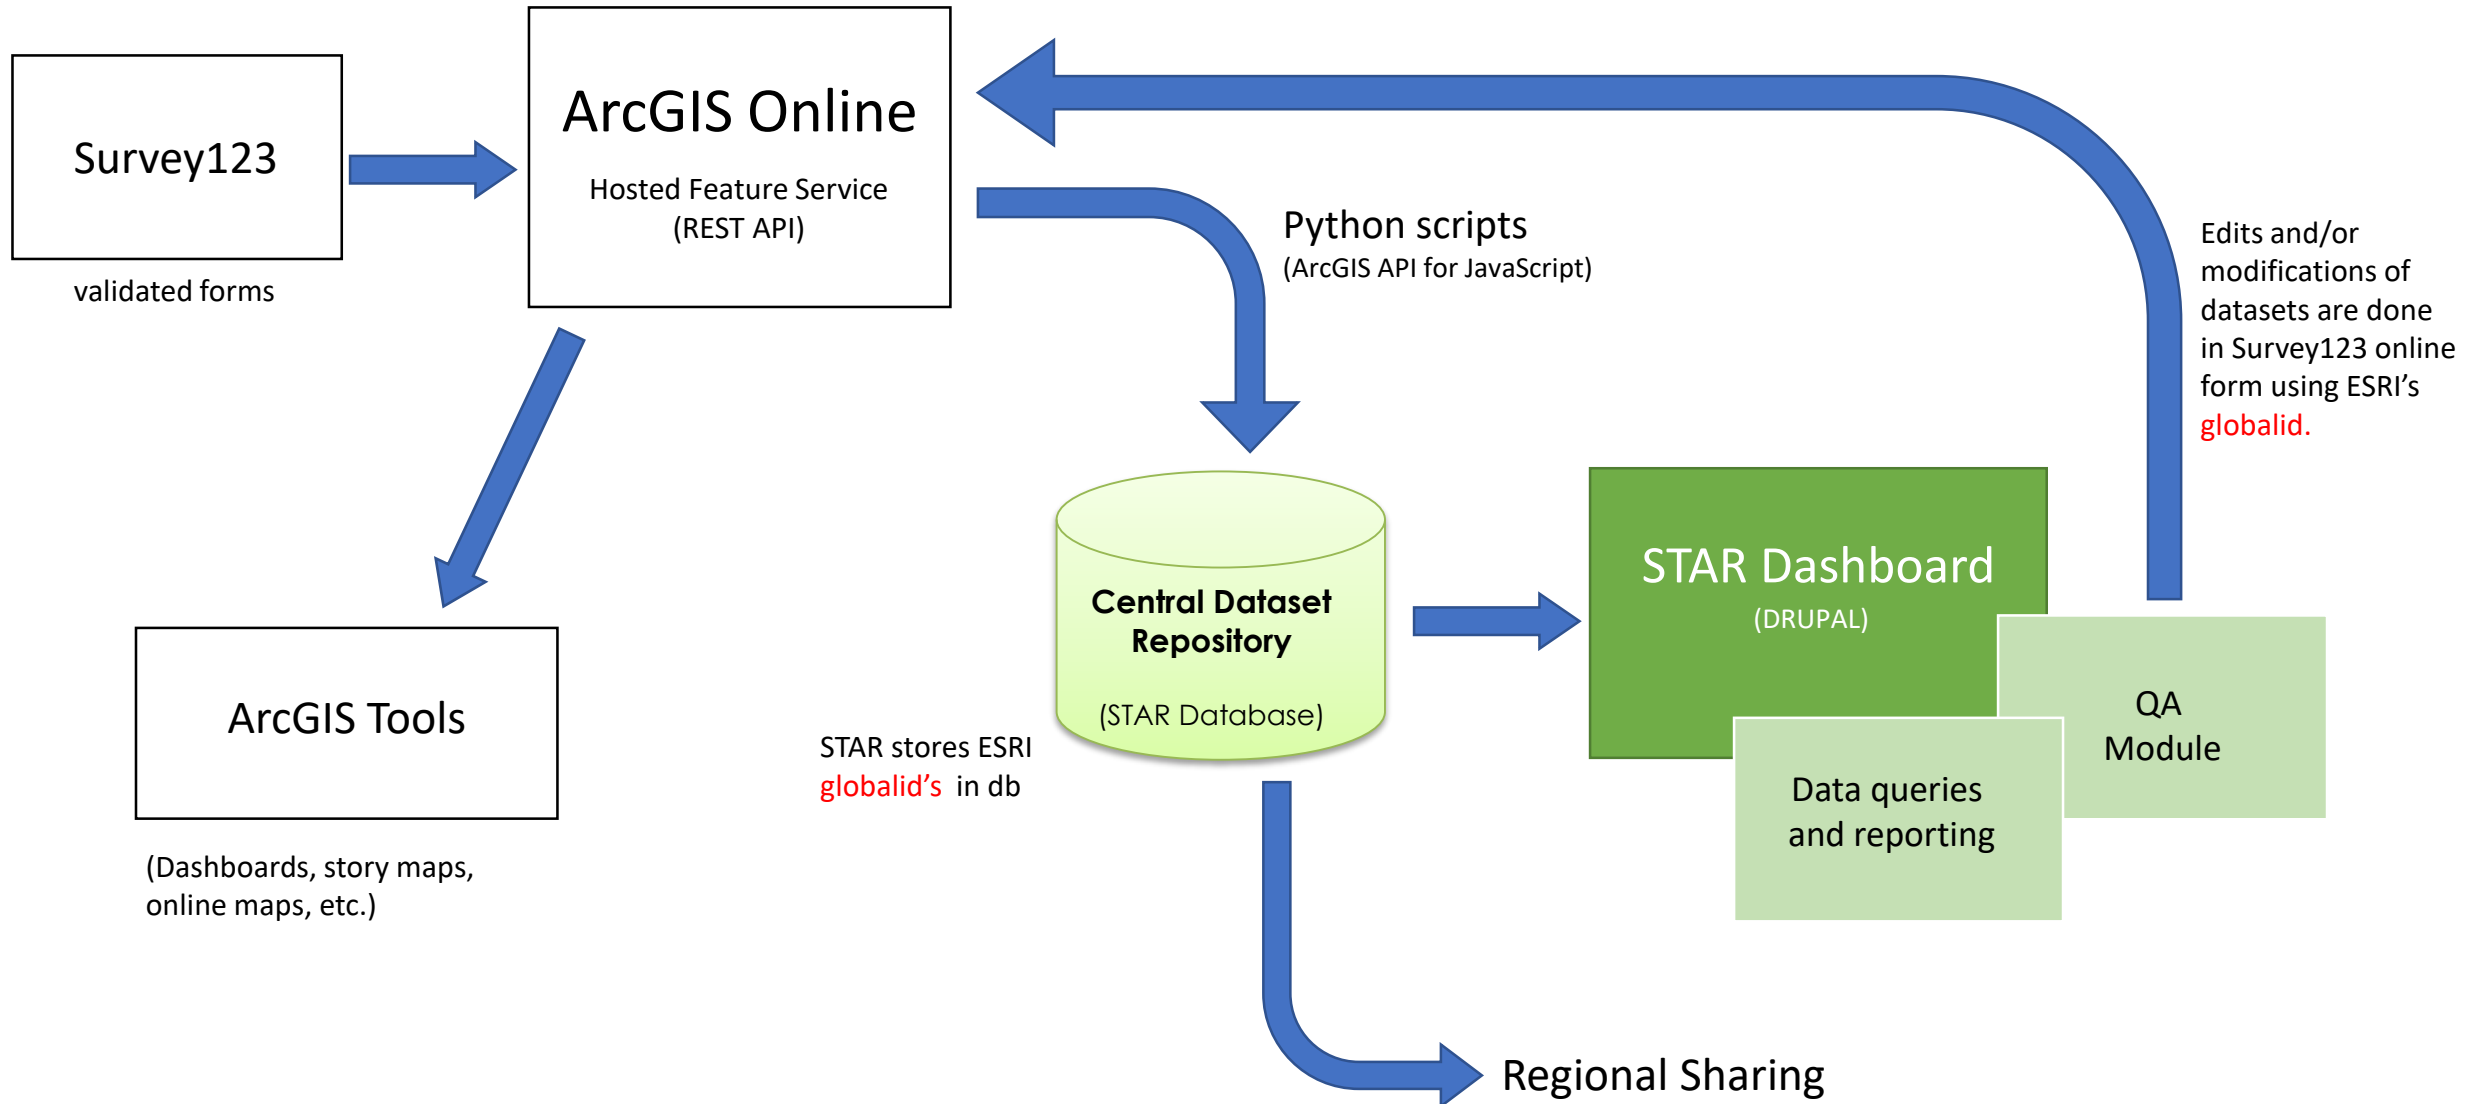 Survey123
validated forms
ArcGIS Online
Hosted Feature Service
(REST API)
Python scripts
(ArcGIS API for JavaScript)
Edits and/or
modifications of
datasets are done
in Survey123 online
form using ESRI’s
globalid.
ArcGIS Tools
(Dashboards, story maps,
online maps, etc.)
Central Dataset
Repository
(STAR Database)
STAR stores ESRI
globalid’s in db
STAR Dashboard
(DRUPAL)
QA
Module
Data queries
and reporting
Regional Sharing